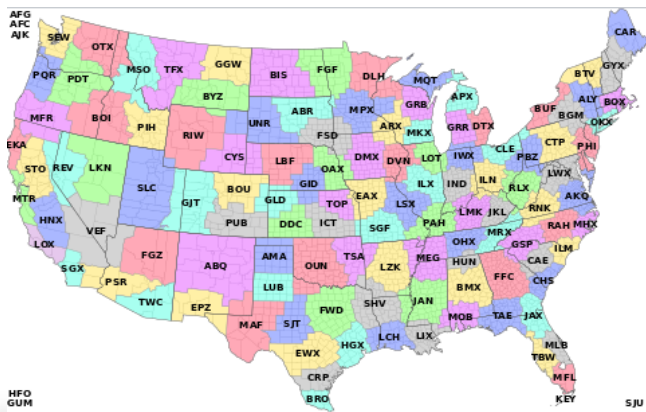 AFG
AFC
AJK
CAR
SEW
OTX
GYX
MSO
TFX
GGW
BIS
FGF
DLH
MQT
BTV
PQR
PDT
BYZ
APX
ALY
BOX
GRB
ABR
MPX
BUF
BGM
OKX
MFR
BOI
PIH
RIW
UNR
FSD
ARX
MKX
GRR
DTX
EKA
CLE
CTP
PHI
STO
REV
LKN
CYS
LBF
OAX
DMX
DVN
LOT
IWX
PBZ
SLC
GJT
BOU
GID
ILX
IND
ILN
RLX
LWX
MTR
GLD
TOP
EAX
LSX
AKQ
HNX
VEF
PUB
DDC
ICT
SGF
PAH
LMK
JKL
RNK
LOX
MRX
RAH
MHX
SGX
FGZ
ABQ
AMA
OUN
TSA
LZK
MEG
OHX
HUN
GSP
CAE
ILM
PSR
TWC
EPZ
LUB
FFC
CHS
BMX
MAF
SJT
FWD
SHV
JAN
MOB
TAE
JAX
EWX
HGX
LCH
LIX
MLB
TBW
CRP
MFL
HFO
GUM
BRO
KEY
SJU